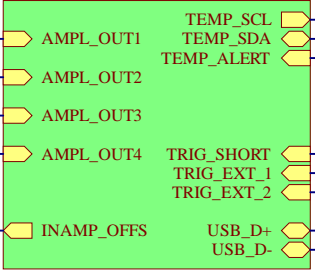 TEMP_SCL
AMPL_OUT1 TEMP_SDA
TEMP_ALERT
AMPL_OUT2
AMPL_OUT3
AMPL_OUT4 TRIG_SHORT
TRIG_EXT_1
TRIG_EXT_2
INAMP_OFFS USB_D+
USB_D-